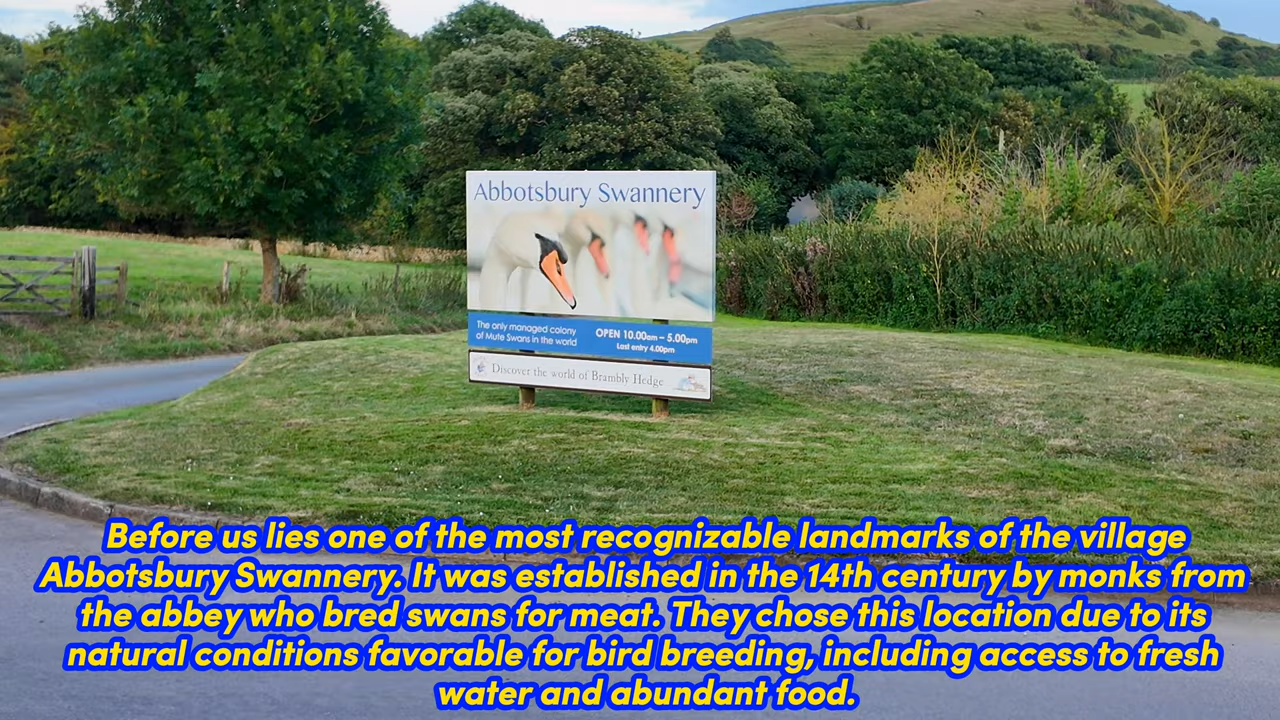 Abbotsbury Swannery
The only managed colony
of Mute Swans in the world
OPEN 10.00am – 5.00pm
Last entry 4.00pm
Discover the world of Brambly Hedge
Before us lies one of the most recognizable landmarks of the village
Abbotsbury Swannery. It was established in the 14th century by monks from
the abbey who bred swans for meat. They chose this location due to its
natural conditions favorable for bird breeding, including access to fresh
water and abundant food.